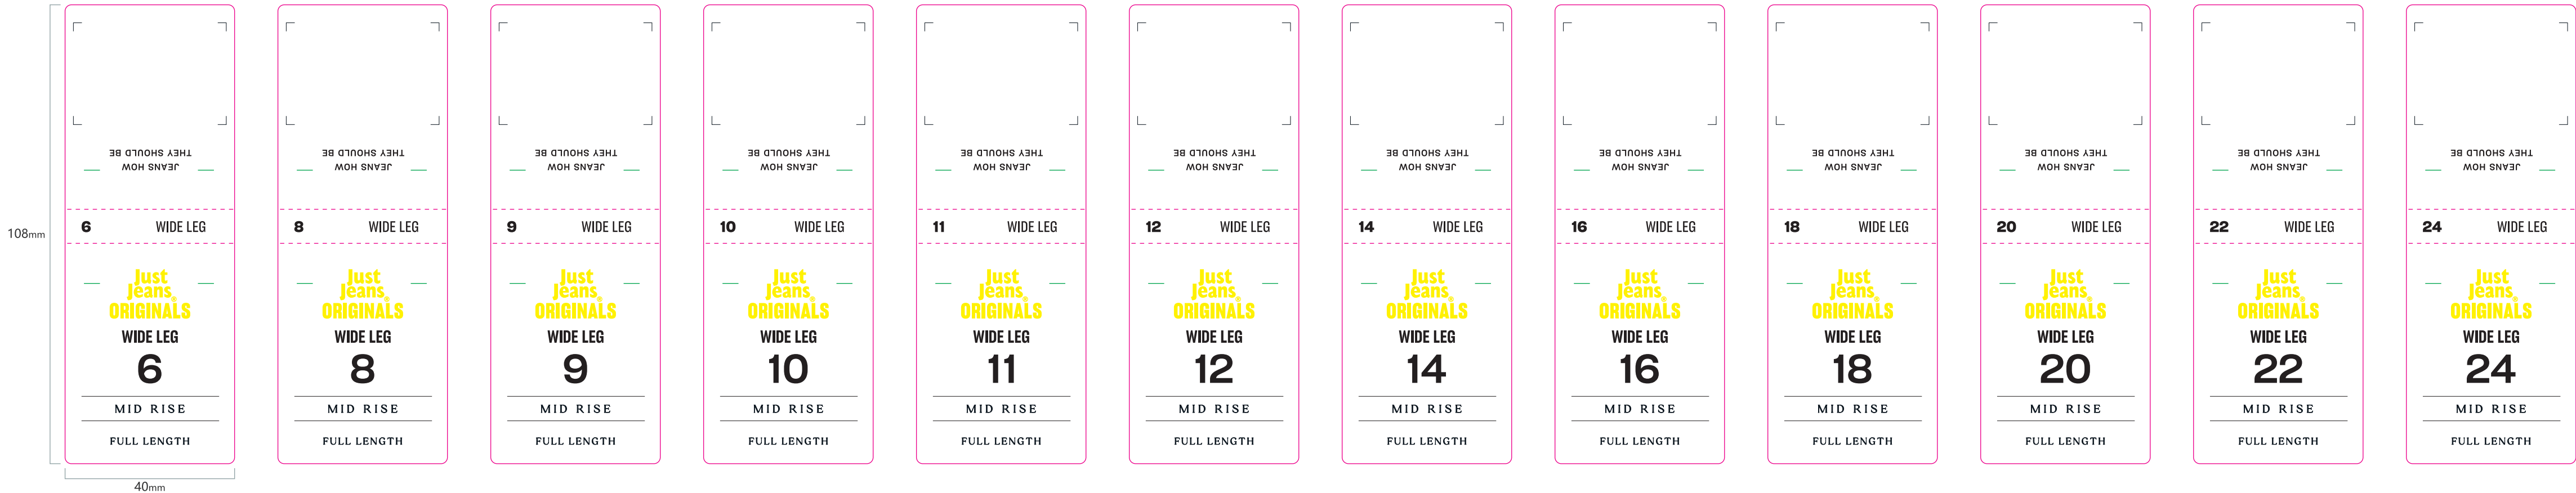 108mm
JEANS HOW
THEY SHOULD BE
6 WIDE LEG
Just
Jeans®
ORIGINALS
WIDE LEG
6
MID RISE
FULL LENGTH
40mm
JEANS HOW
THEY SHOULD BE
8 WIDE LEG
Just
Jeans®
ORIGINALS
WIDE LEG
8
MID RISE
FULL LENGTH
JEANS HOW
THEY SHOULD BE
9 WIDE LEG
Just
Jeans®
ORIGINALS
WIDE LEG
9
MID RISE
FULL LENGTH
JEANS HOW
THEY SHOULD BE
10 WIDE LEG
Just
Jeans®
ORIGINALS
WIDE LEG
10
MID RISE
FULL LENGTH
JEANS HOW
THEY SHOULD BE
11 WIDE LEG
Just
Jeans®
ORIGINALS
WIDE LEG
11
MID RISE
FULL LENGTH
JEANS HOW
THEY SHOULD BE
12 WIDE LEG
Just
Jeans®
ORIGINALS
WIDE LEG
12
MID RISE
FULL LENGTH
JEANS HOW
THEY SHOULD BE
14 WIDE LEG
Just
Jeans®
ORIGINALS
WIDE LEG
14
MID RISE
FULL LENGTH
JEANS HOW
THEY SHOULD BE
16 WIDE LEG
Just
Jeans®
ORIGINALS
WIDE LEG
16
MID RISE
FULL LENGTH
JEANS HOW
THEY SHOULD BE
18 WIDE LEG
Just
Jeans®
ORIGINALS
WIDE LEG
18
MID RISE
FULL LENGTH
JEANS HOW
THEY SHOULD BE
20 WIDE LEG
Just
Jeans®
ORIGINALS
WIDE LEG
20
MID RISE
FULL LENGTH
JEANS HOW
THEY SHOULD BE
22 WIDE LEG
Just
Jeans®
ORIGINALS
WIDE LEG
22
MID RISE
FULL LENGTH
JEANS HOW
THEY SHOULD BE
24 WIDE LEG
Just
Jeans®
ORIGINALS
WIDE LEG
24
MID RISE
FULL LENGTH